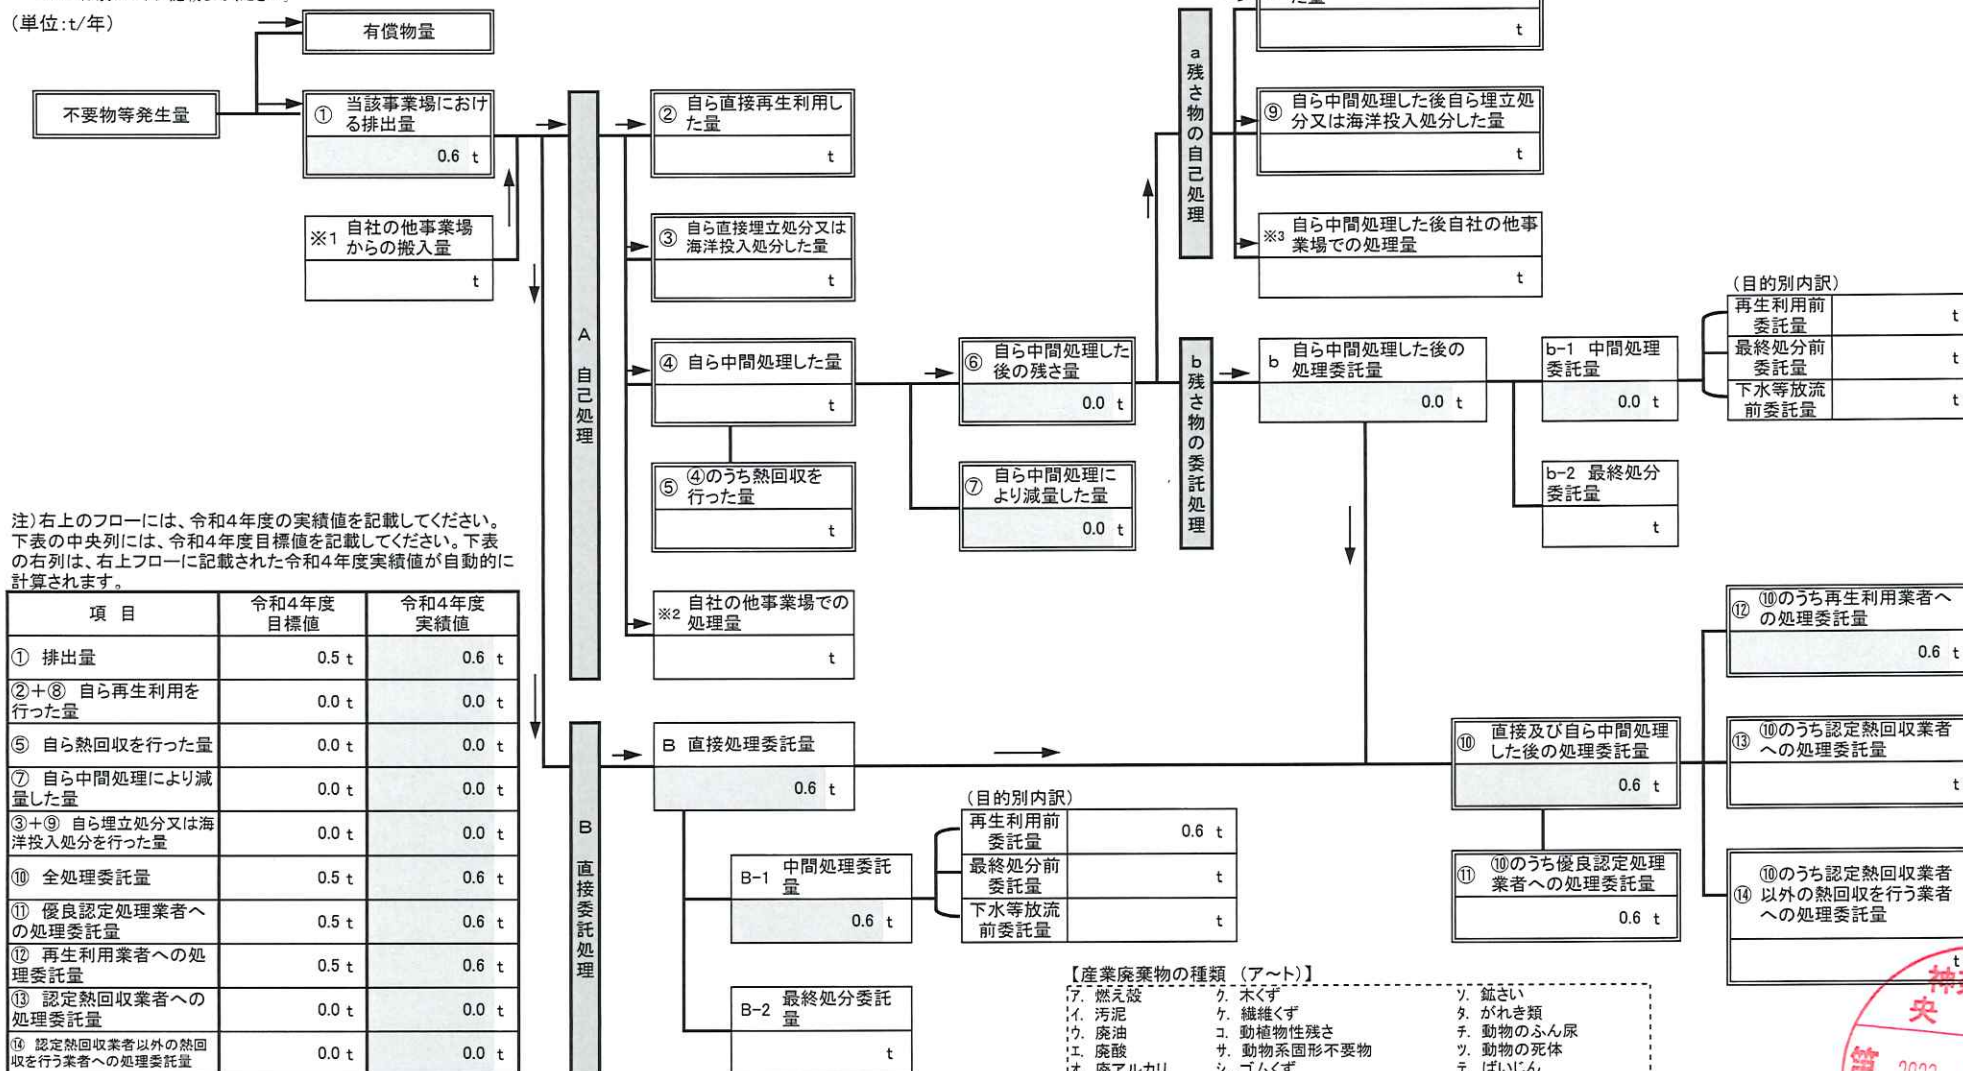 (単位:t/年)
有償物量
不要物等発生量
① 当該事業場におけ
る排出量
0.6 t
※1 自社の他事業場
からの搬入量
t
A 自己処理
② 自ら直接再生利用し
た量
t
③ 自ら直接埋立処分又は
海洋投入処分した量
t
④ 自ら中間処理した量
t
⑤ ④のうち熱回収を
行った量
t
※2 自社の他事業場での
処理量
t
⑥ 自ら中間処理した
後の残さ量
0.0 t
⑦ 自ら中間処理に
より減量した量
0.0 t
a 残さ物の自己処理
た量
t
⑨ 自ら中間処理した後自ら埋立処
分又は海洋投入処分した量
t
※3 自ら中間処理した後自社の他事
業場での処理量
t
b 残さ物の委託処理
b 自ら中間処理した後の
処理委託量
0.0 t
b-1 中間処理
委託量
0.0 t
(目的別内訳)
再生利用前
委託量
t
最終処分前
委託量
t
下水等放流
前委託量
t
b-2 最終処分
委託量
t
注)右上のフローには、令和4年度の実績値を記載してください。
下表の中央列には、令和4年度目標値を記載してください。下表
の右列は、右上フローに記載された令和4年度実績値が自動的に
計算されます。
項 目
令和4年度
目標値
令和4年度
実績値
① 排出量 0.5 t 0.6 t
②+⑧ 自ら再生利用を
行った量 0.0 t 0.0 t
⑤ 自ら熱回収を行った量 0.0 t 0.0 t
⑦ 自ら中間処理により減
量した量 0.0 t 0.0 t
③+⑨ 自ら埋立処分又は海
洋投入処分を行った量 0.0 t 0.0 t
⑩ 全処理委託量 0.5 t 0.6 t
⑪ 優良認定処理業者へ
の処理委託量 0.5 t 0.6 t
⑫ 再生利用業者への処
理委託量 0.5 t 0.6 t
⑬ 認定熱回収業者への
処理委託量 0.0 t 0.0 t
⑭ 認定熱回収業者以外の熱回
収を行う業者への処理委託量 0.0 t 0.0 t
B 直接委託処理
B 直接処理委託量
0.6 t
B-1 中間処理委託
量
0.6 t
(目的別内訳)
再生利用前
委託量
0.6 t
最終処分前
委託量
t
下水等放流
前委託量
t
B-2 最終処分委託
量
t
⑩ 直接及び自ら中間処理
した後の処理委託量
0.6 t
⑪ ⑩のうち優良認定処理
業者への処理委託量
0.6 t
⑫ ⑩のうち再生利用業者へ
の処理委託量
0.6 t
⑬ ⑩のうち認定熱回収業者
への処理委託量
t
⑩のうち認定熱回収業者
⑭ 以外の熱回収を行う業者
への処理委託量
t
【産業廃棄物の種類 (ア~ト)】
ア. 燃え殻 ク. 木くず ソ. 鉱さい
イ. 汚泥 ケ. 繊維くず タ. がれき類
ウ. 廃油 コ. 動植物性残さ チ. 動物のふん尿
エ. 廃酸 サ. 動物系固形不要物 ツ. 動物の死体
オ. 廃アルカリ シ. ゴムくず テ. ばいじん
央